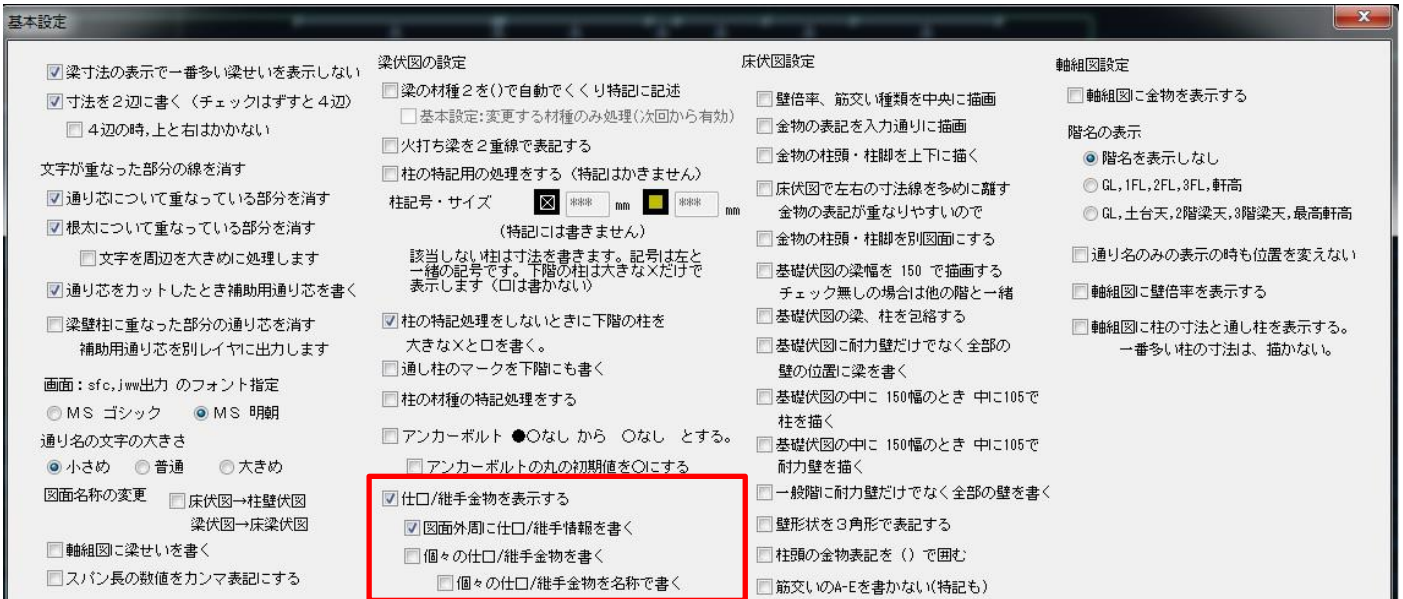 基本設定
梁寸法の表示で一番多い梁せいを表示しない
寸法を2辺に書く（チェックはずすと4辺）
4辺の時,上と右はかかない
文字が重なった部分の線を消す
通り芯について重なっている部分を消す
根太について重なっている部分を消す
文字を周辺を大きめに処理します
通り芯をカットしたとき補助用通り芯を書く
梁壁柱に重なった部分の通り芯を消す
補助用通り芯を別レイヤに出力します
画面：sfc,jww出力 のフォント指定
MS ゴシック
MS 明朝
通り名の文字の大きさ
小さめ
普通
大きめ
図面名称の変更
床伏図→柱壁伏図
梁伏図→床梁伏図
軸組図に梁せいを書く
スパン長の数値をカンマ表記にする
梁伏図の設定
梁の材種2を()で自動でくくり特記に記述
基本設定:変更する材種のみ処理(次回から有効)
火打ち梁を2重線で表記する
柱の特記用の処理をする（特記はかきません）
柱記号・サイズ *** mm *** mm
(特記には書きません)
該当しない柱は寸法を書きます。記号は左と
一緒の記号です。下階の柱は大きな×だけで
表示します（口は書かない）
柱の特記処理をしないときに下階の柱を
大きな×と口を書く。
通し柱のマークを下階にも書く
柱の材種の特記処理をする
アンカーボルト ●〇なし から 〇なし とする。
アンカーボルトの丸の初期値を〇にする
仕口/継手金物を表示する
図面外周に仕口/継手情報を書く
個々の仕口/継手金物を書く
個々の仕口/継手金物を名称で書く
床伏図設定
壁倍率、筋交い種類を中央に描画
金物の表記を入力通りに描画
金物の柱頭・柱脚を上下に描く
床伏図で左右の寸法線を多めに離す
金物の表記が重なりやすいので
金物の柱頭・柱脚を別図面にする
基礎伏図の梁幅を 150 で描画する
チェック無しの場合は他の階と一緒
基礎伏図の梁、柱を包絡する
基礎伏図に耐力壁だけでなく全部の
壁の位置に梁を書く
基礎伏図の中に 150幅のとき 中に105で
柱を描く
基礎伏図の中に 150幅のとき 中に105で
耐力壁を描く
一般階に耐力壁だけでなく全部の壁を書く
壁形状を3角形で表記する
柱頭の金物表記を（）で囲む
筋交いのA-Eを書かない(特記も)
軸組図設定
軸組図に金物を表示する
階名の表示
階名を表示しなし
GL,1FL,2FL,3FL,軒高
GL,土台天,2階梁天,3階梁天,最高軒高
通り名のみの表示の時も位置を変えない
軸組図に壁倍率を表示する
軸組図に柱の寸法と通し柱を表示する。
一番多い柱の寸法は、描かない。